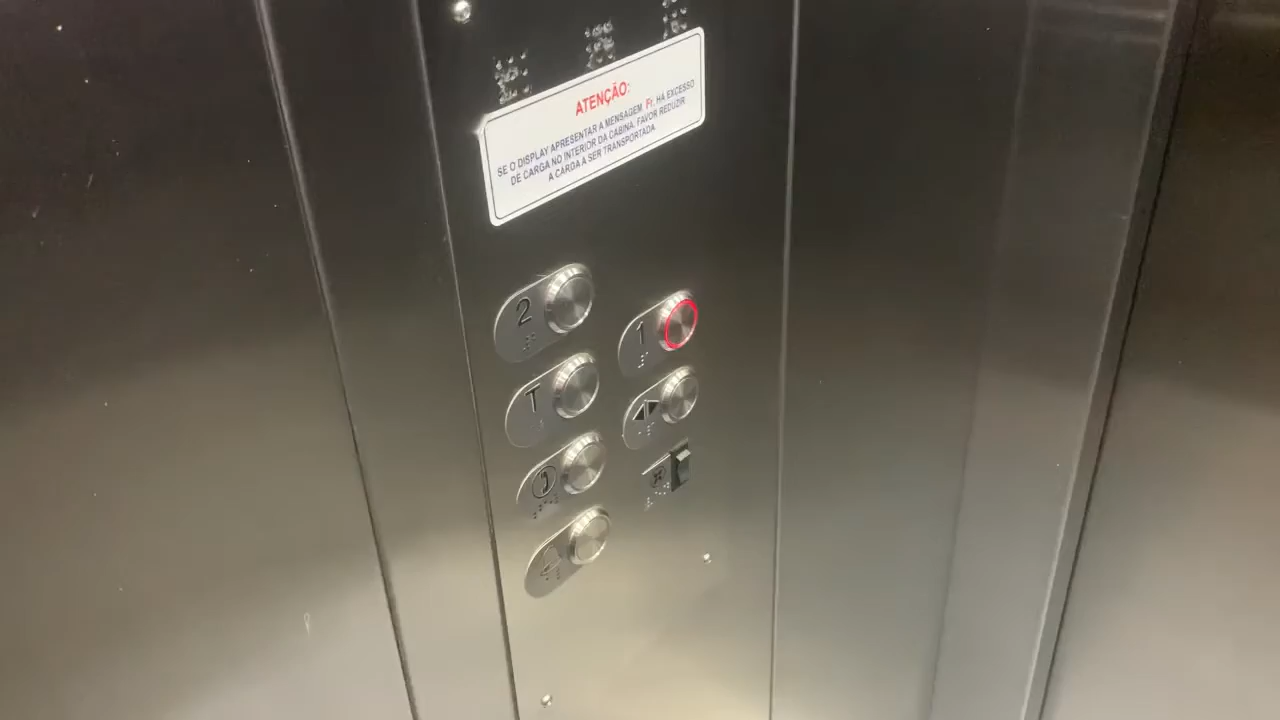 ATENÇÃO:
SE O DISPLAY APRESENTAR A MENSAGEM Fr, HÁ EXCESSO
DE CARGA NO INTERIOR DA CABINA. FAVOR REDUZIR
A CARGA A SER TRANSPORTADA.
2
1
T